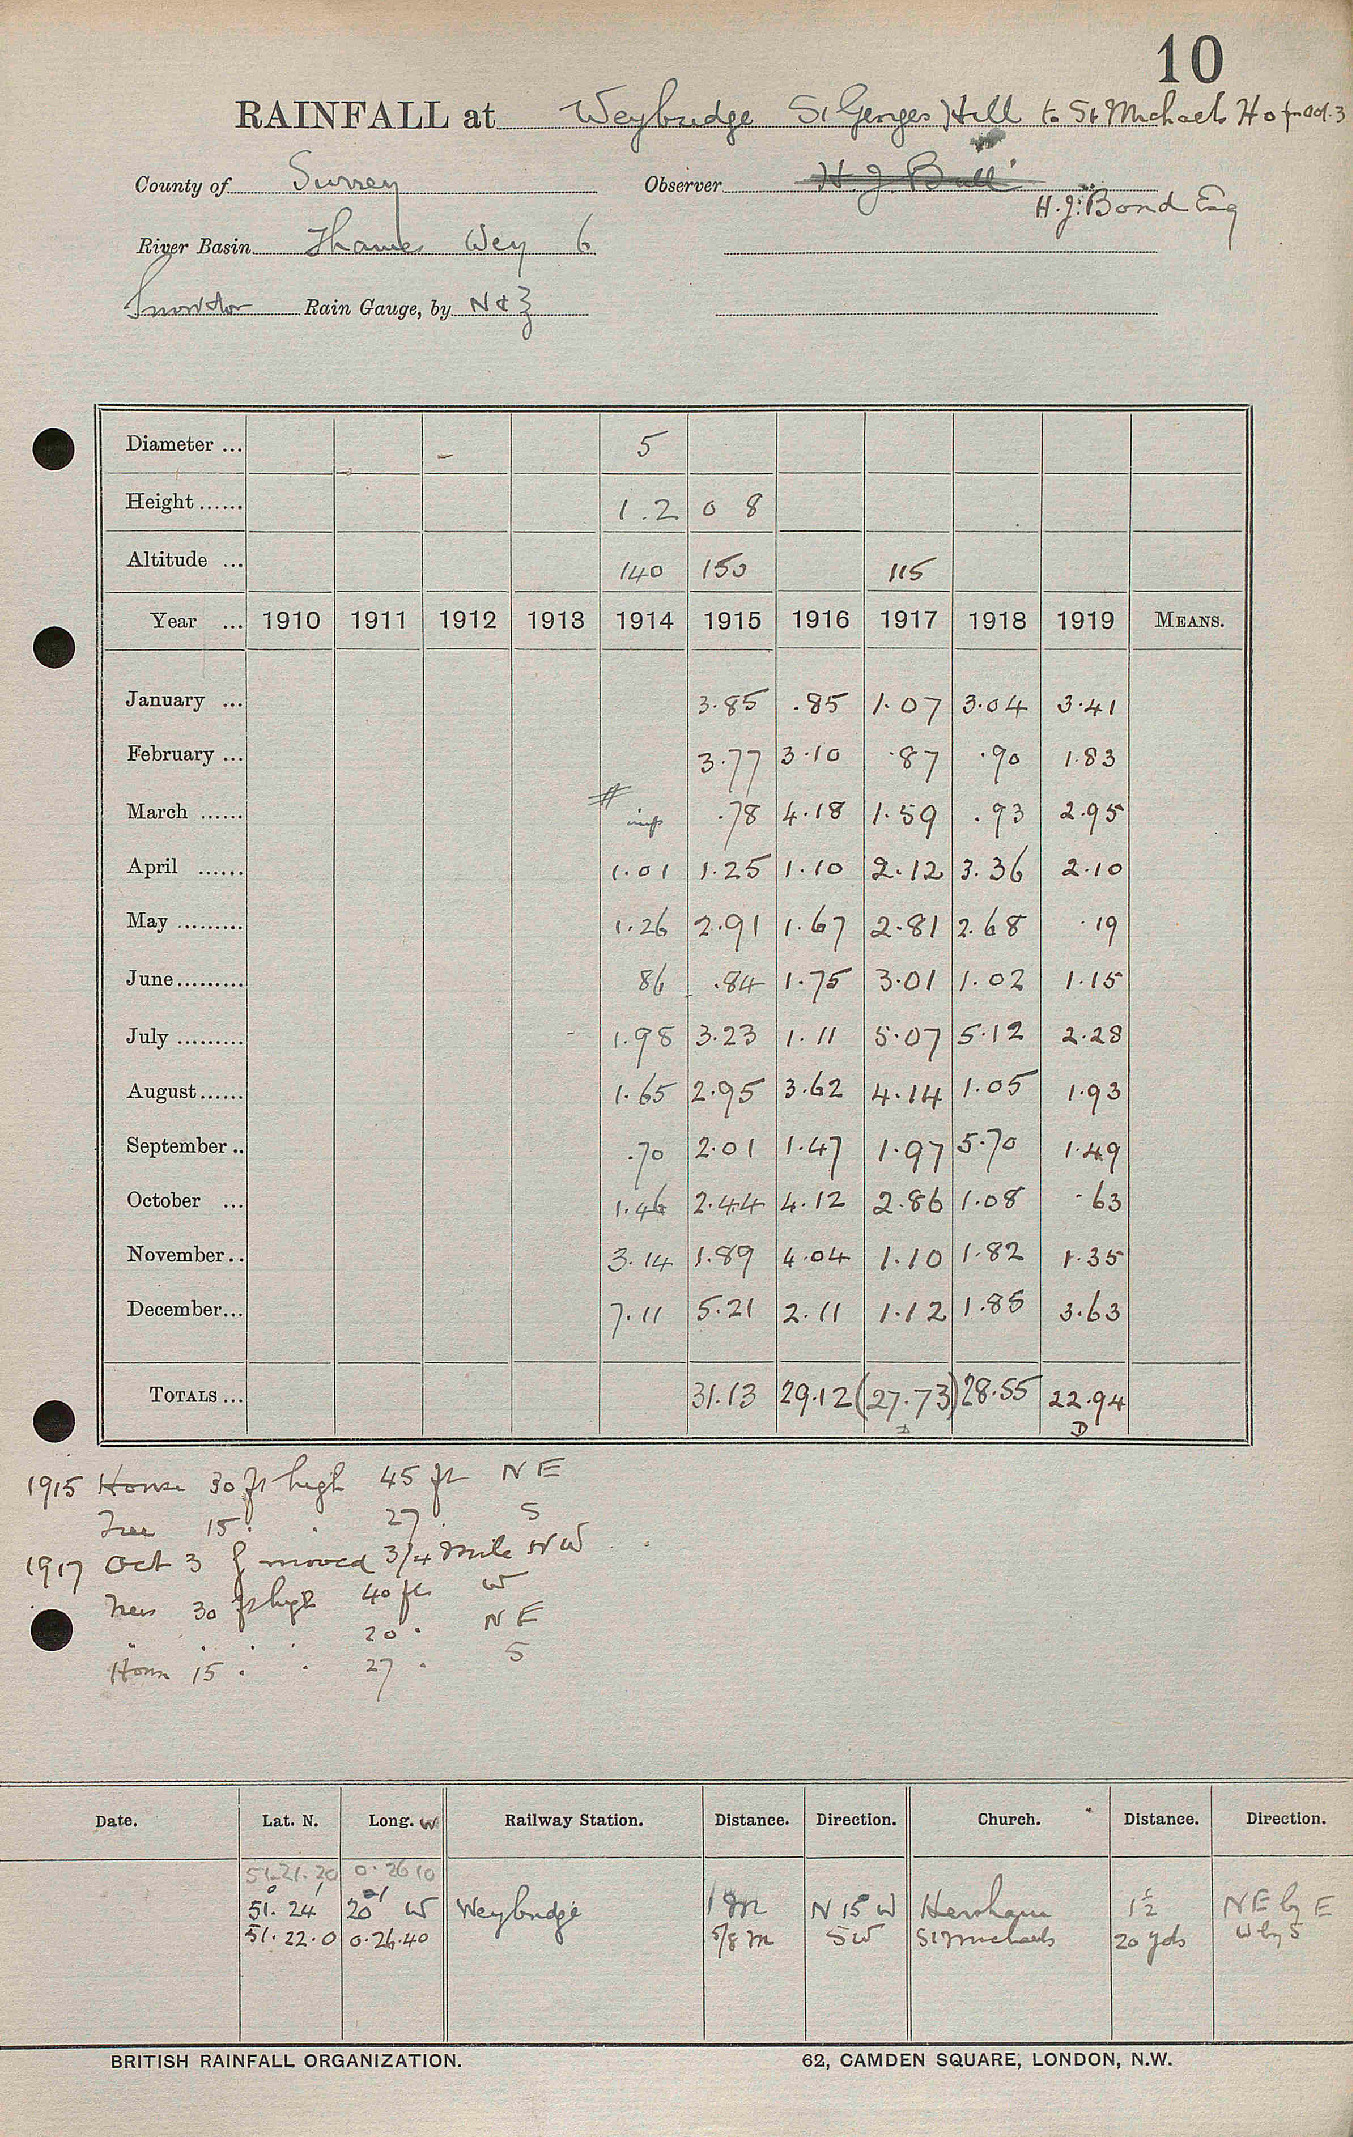 10
RAINFALL at Weybridge St Georges Hill to St Michaels Ho fm Oct. 3
County of Surrey Observer H. J. Bull
H. J. Bond Esq
River Basin Thames Wey 6
Snowdon Rain Gauge, by N & Z
Diameter ... 5
Height ...... 1.2 0 8
Altitude ... 140 150 115
Year ... 1910 1911 1912 1913 1914 1915 1916 1917 1918 1919 MEANS.
January ... 3.85 .85 1.07 3.04 3.41
February ... 3.77 3.10 .87 .90 1.83
March ...... .78 4.18 1.59 .93 2.95
April ...... 1.01 1.25 1.10 2.12 3.36 2.10
May ......... 1.26 2.91 1.67 2.81 2.68 .19
June ......... 86 .84 1.75 3.01 1.02 1.15
July ......... 1.98 3.23 1.11 5.07 5.12 2.28
August ...... 1.65 2.95 3.62 4.14 1.05 1.93
September .. .70 2.01 1.47 1.97 5.70 1.49
October ... 1.46 2.44 4.12 2.86 1.08 .63
November .. 3.14 1.89 4.04 1.10 1.82 1.35
December ... 7.11 5.21 2.11 1.12 1.85 3.63
TOTALS ... 31.13 29.12 (27.73) 28.55 22.94
D
1915 House 30 ft high 45 ft NE
Tree 15 . . 27 . S
1917 Oct 3 g moved 3/4 mile NW
Trees 30 ft high 40 ft W
" . . . 20 . NE
House 15 . . 27 . S
Date. Lat. N. Long. W Railway Station. Distance. Direction. Church. Distance. Direction.
51.21.20 0.26 10
51° 24' 20" W Weybridge 1 m N 15° W Hersham 1½ NE by E
51.22.0 0.26.40 5/8 m SW St Michaels 20 yds W by S
BRITISH RAINFALL ORGANIZATION. 62, CAMDEN SQUARE, LONDON, N.W.